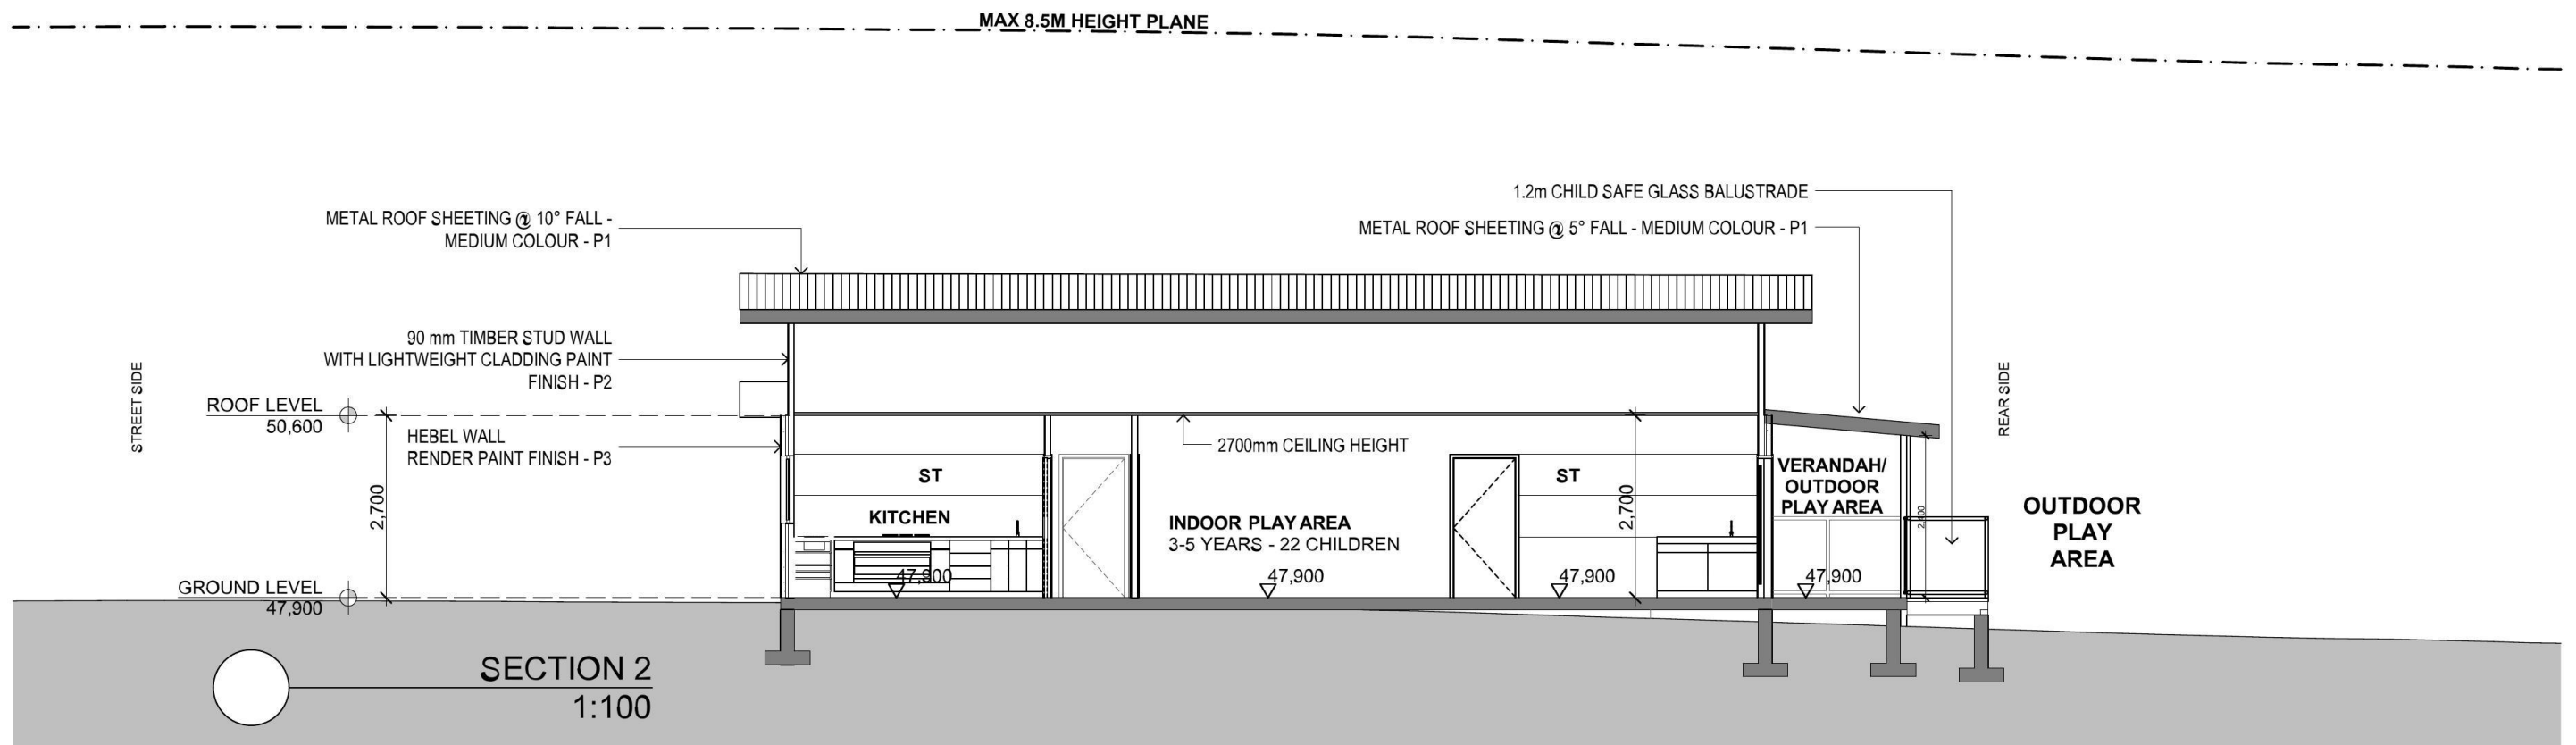 MAX 8.5M HEIGHT PLANE
1.2m CHILD SAFE GLASS BALUSTRADE
METAL ROOF SHEETING @ 10° FALL -
MEDIUM COLOUR - P1
METAL ROOF SHEETING @ 5° FALL - MEDIUM COLOUR - P1
90 mm TIMBER STUD WALL
WITH LIGHTWEIGHT CLADDING PAINT
FINISH - P2
STREET SIDE
REAR SIDE
ROOF LEVEL
50,600
HEBEL WALL
RENDER PAINT FINISH - P3
2700mm CEILING HEIGHT
ST
ST
VERANDAH/
OUTDOOR
PLAY AREA
2,700
KITCHEN
INDOOR PLAY AREA
3-5 YEARS - 22 CHILDREN
2,700
OUTDOOR
PLAY
AREA
GROUND LEVEL
47,900
47,900
47,900
47,900
47,900
SECTION 2
1:100